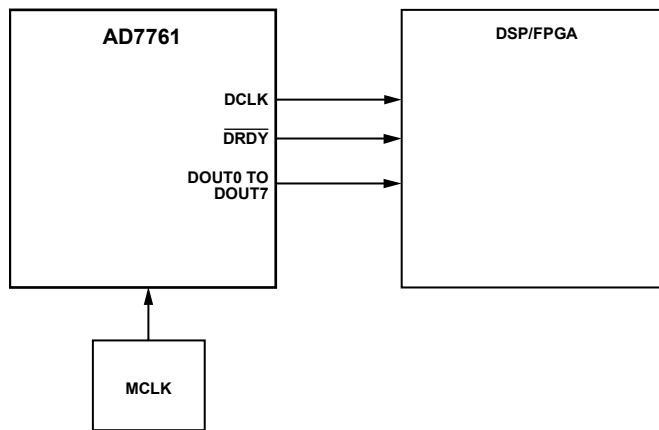 AD7761
DSP/FPGA
DCLK
DRDY
DOUT0 TO
DOUT7
MCLK